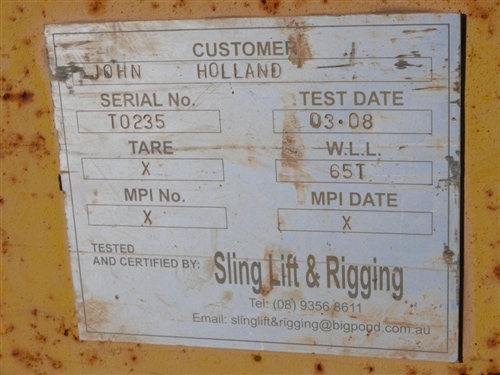 CUSTOMER
JOHN HOLLAND
SERIAL No. TEST DATE
T0235 03·08
TARE W.L.L.
X 65T
MPI No. MPI DATE
X X
TESTED
AND CERTIFIED BY: Sling Lift & Rigging
Tel: (08) 9356 8611
Email: slinglift&rigging@bigpond.com.au